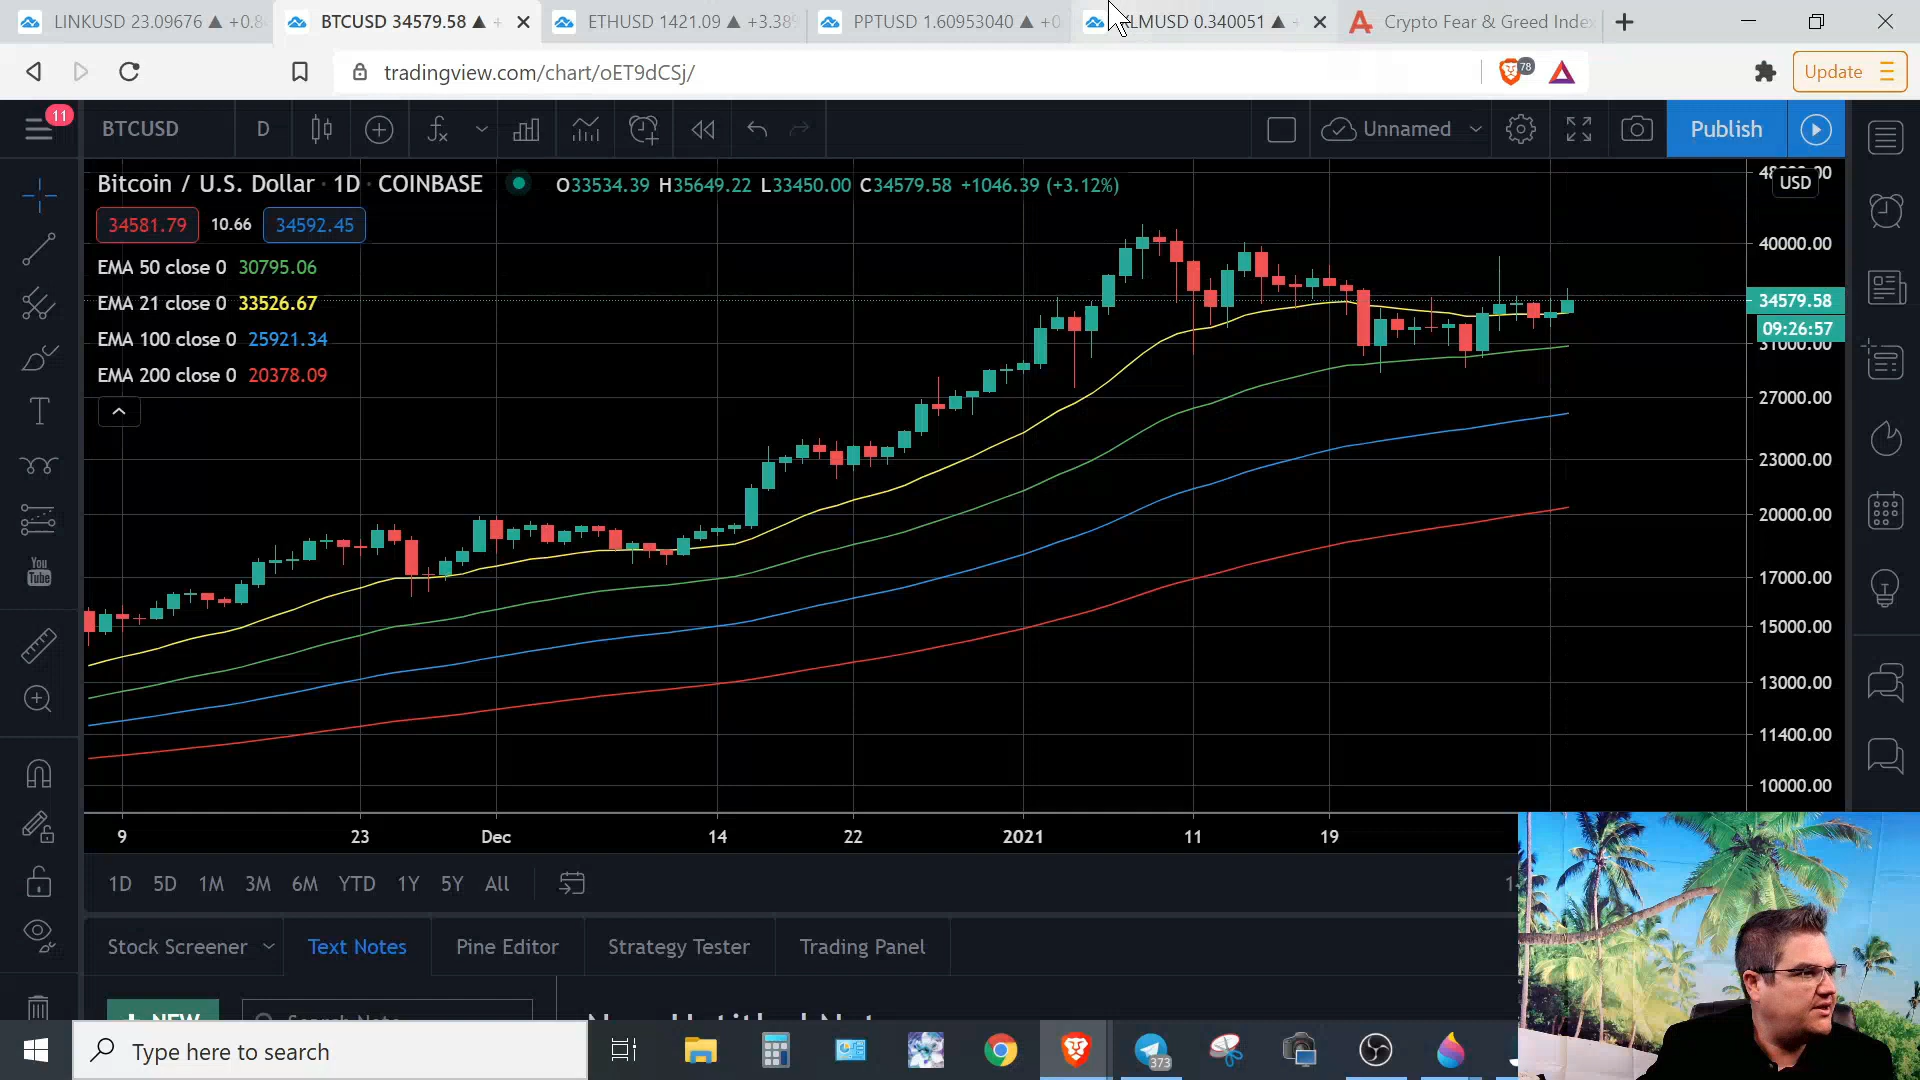 LINKUSD 23.09676 ▲ +0.8
BTCUSD 34579.58 ▲ +
ETHUSD 1421.09 ▲ +3.38%
PPTUSD 1.60953040 ▲ +0
LMUSD 0.340051 ▲
Crypto Fear & Greed Index
tradingview.com/chart/oET9dCSj/
78
Update
11
BTCUSD
D
Unnamed
Publish
Bitcoin / U.S. Dollar · 1D · COINBASE
O33534.39 H35649.22 L33450.00 C34579.58 +1046.39 (+3.12%)
USD
34581.79
10.66
34592.45
EMA 50 close 0 30795.06
EMA 21 close 0 33526.67
EMA 100 close 0 25921.34
EMA 200 close 0 20378.09
40000.00
34579.58
09:26:57
31000.00
27000.00
23000.00
20000.00
17000.00
15000.00
13000.00
11400.00
10000.00
You
Tube
9
23
Dec
14
22
2021
11
19
1D
5D
1M
3M
6M
YTD
1Y
5Y
All
Stock Screener
Text Notes
Pine Editor
Strategy Tester
Trading Panel
Type here to search
373